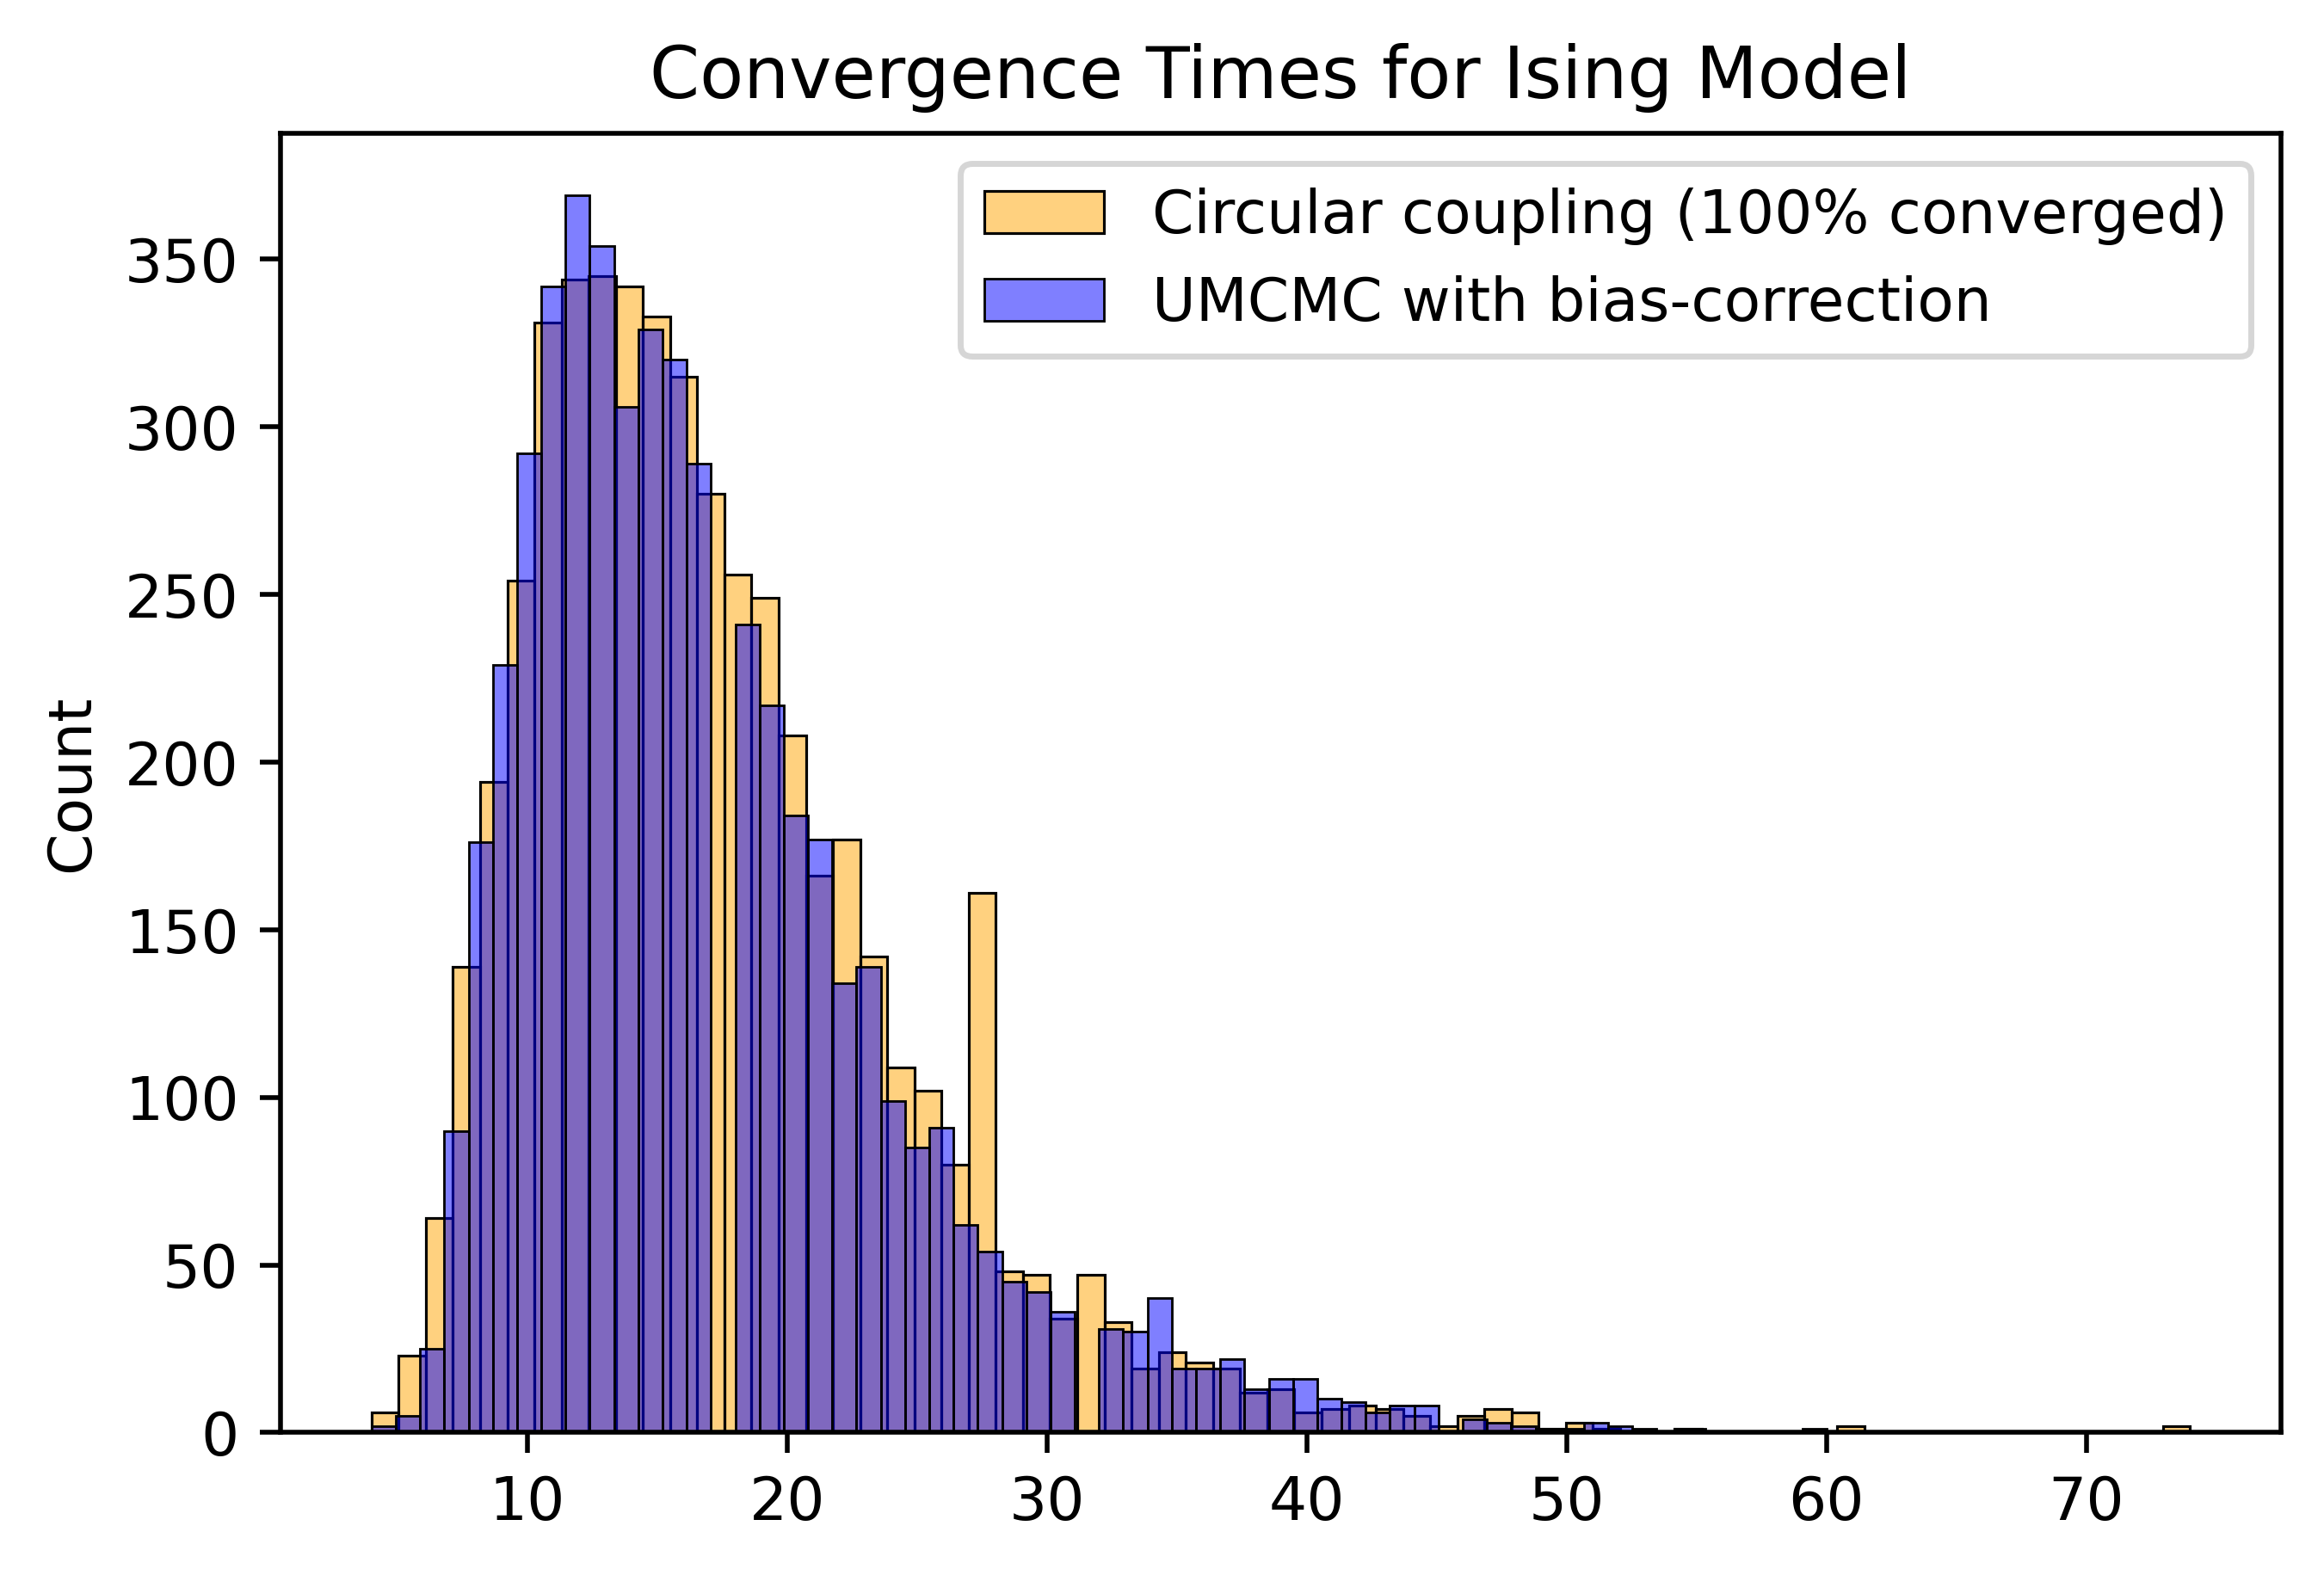 Convergence Times for Ising Model
Circular coupling (100% converged)
UMCMC with bias-correction
Count
350
300
250
200
150
100
50
0
10 20 30 40 50 60 70